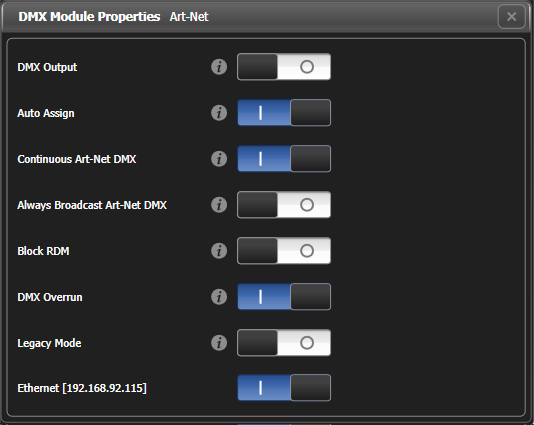 DMX Module Properties Art-Net
DMX Output
Auto Assign
Continuous Art-Net DMX
Always Broadcast Art-Net DMX
Block RDM
DMX Overrun
Legacy Mode
Ethernet [192.168.92.115]